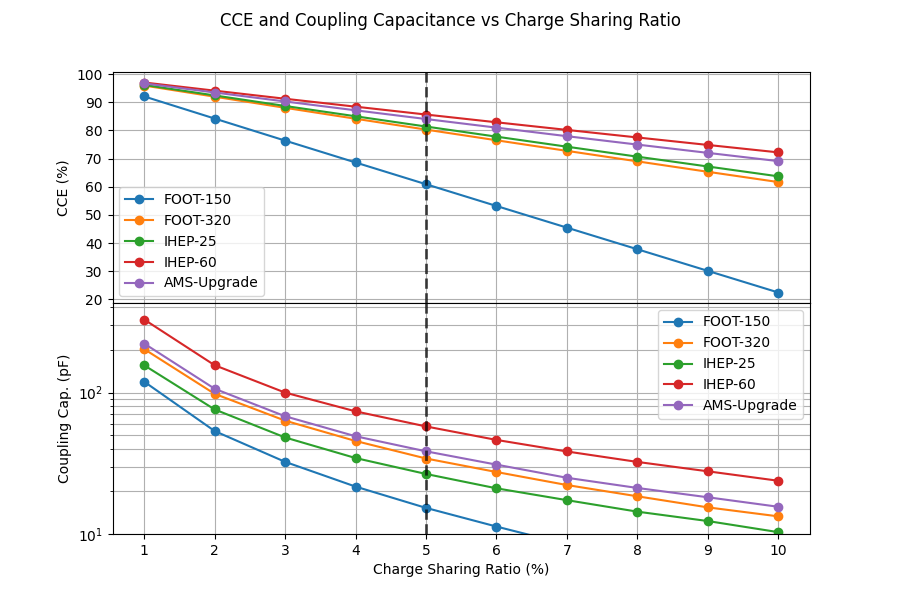 CCE and Coupling Capacitance vs Charge Sharing Ratio
CCE (%)
100
90
80
70
60
50
40
30
20
FOOT-150
FOOT-320
IHEP-25
IHEP-60
AMS-Upgrade
Coupling Cap. (pF)
10²
10¹
FOOT-150
FOOT-320
IHEP-25
IHEP-60
AMS-Upgrade
1 2 3 4 5 6 7 8 9 10
Charge Sharing Ratio (%)